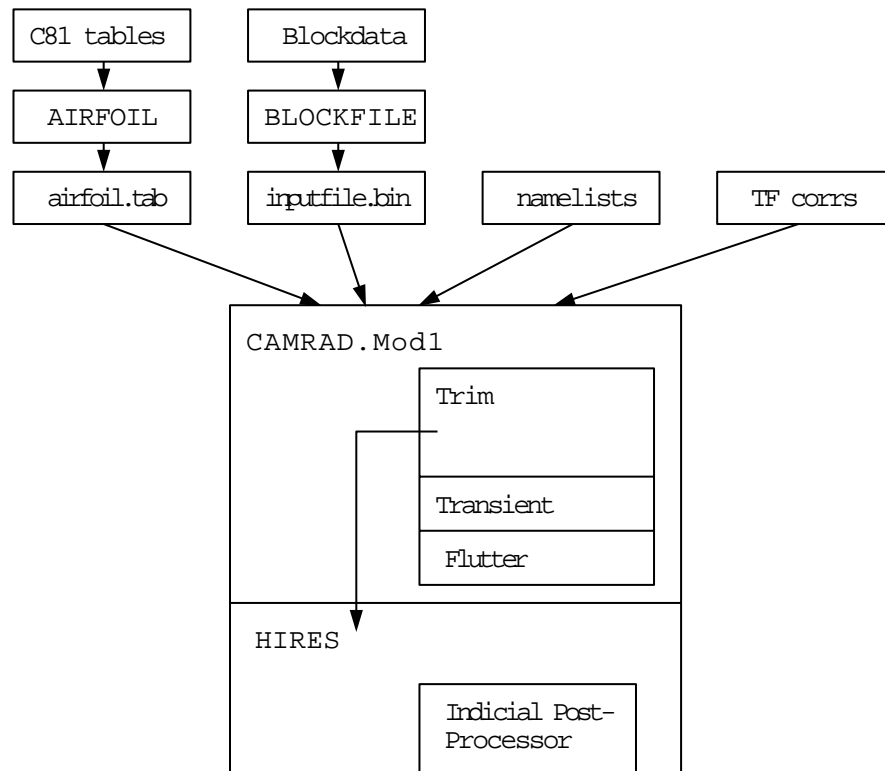 C81 tables
Blockdata
AIRFOIL
BLOCKFILE
airfoil.tab
inputfile.bin
namelists
TF corrs
CAMRAD.Mod1
Trim
Transient
Flutter
HIRES
Indicial Post-
Processor